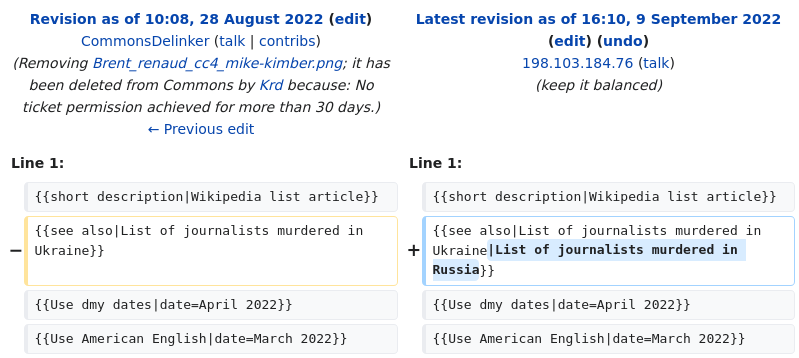 Revision as of 10:08, 28 August 2022 (edit)
CommonsDelinker (talk | contribs)
(Removing Brent_renaud_cc4_mike-kimber.png; it has
been deleted from Commons by Krd because: No
ticket permission achieved for more than 30 days.)
← Previous edit
Latest revision as of 16:10, 9 September 2022
(edit) (undo)
198.103.184.76 (talk)
(keep it balanced)
Line 1:
Line 1:
{{short description|Wikipedia list article}}
{{short description|Wikipedia list article}}
− {{see also|List of journalists murdered in
Ukraine}}
+ {{see also|List of journalists murdered in
Ukraine|List of journalists murdered in
Russia}}
{{Use dmy dates|date=April 2022}}
{{Use dmy dates|date=April 2022}}
{{Use American English|date=March 2022}}
{{Use American English|date=March 2022}}